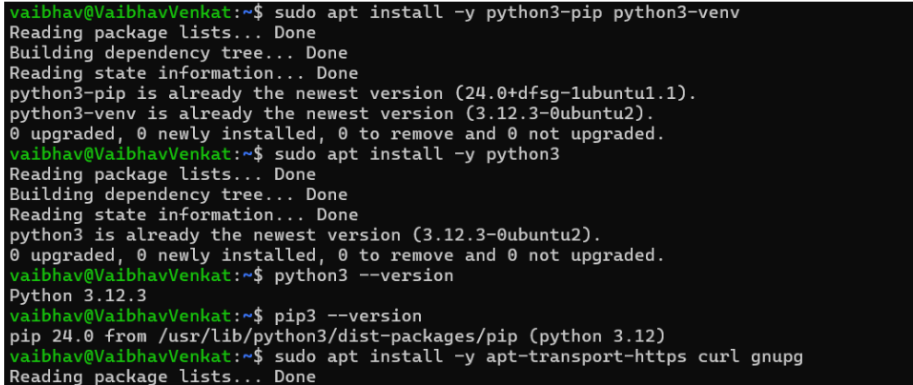 vaibhav@VaibhavVenkat:~$ sudo apt install -y python3-pip python3-venv
Reading package lists... Done
Building dependency tree... Done
Reading state information... Done
python3-pip is already the newest version (24.0+dfsg-1ubuntu1.1).
python3-venv is already the newest version (3.12.3-0ubuntu2).
0 upgraded, 0 newly installed, 0 to remove and 0 not upgraded.
vaibhav@VaibhavVenkat:~$ sudo apt install -y python3
Reading package lists... Done
Building dependency tree... Done
Reading state information... Done
python3 is already the newest version (3.12.3-0ubuntu2).
0 upgraded, 0 newly installed, 0 to remove and 0 not upgraded.
vaibhav@VaibhavVenkat:~$ python3 --version
Python 3.12.3
vaibhav@VaibhavVenkat:~$ pip3 --version
pip 24.0 from /usr/lib/python3/dist-packages/pip (python 3.12)
vaibhav@VaibhavVenkat:~$ sudo apt install -y apt-transport-https curl gnupg
Reading package lists... Done